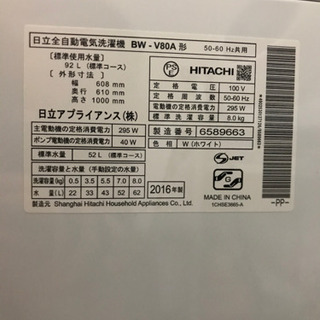 日立全自動電気洗濯機 BW - V80A 形 50-60 Hz共用
[標準使用水量]
92 L (標準コース)
[外形寸法]
幅 608 mm
奥行 610 mm
高さ 1000 mm
日立アプライアンス(株)
PS E
HITACHI
定格電圧 100 V
定格周波数 50-60 Hz
定格消費電力 295 W
標準洗濯容量 8.0 kg
主電動機の定格消費電力 295 W
ポンプ電動機の定格消費電力 40 W
製造番号 6589663
色 W (ホワイト)
標準水量 52 L (標準コース)
洗濯容量と水量 (手動設定の水量)
洗濯容量(kg) 0.5 3.5 5.5 7.0 8.0
水量(L) 22 33 43 52 62
2016年製
S-JET
製造元: Shanghai Hitachi Household Appliances Co., Ltd.
MADE IN CHINA
>PP<